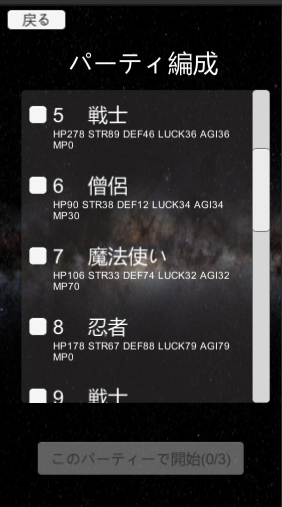 戻る
パーティ編成
5 戦士
HP278 STR89 DEF46 LUCK36 AGI36
MP0
6 僧侶
HP90 STR38 DEF12 LUCK34 AGI34
MP30
7 魔法使い
HP106 STR33 DEF74 LUCK32 AGI32
MP70
8 忍者
HP178 STR67 DEF88 LUCK79 AGI79
MP0
9 戦士
このパーティーで開始(0/3)